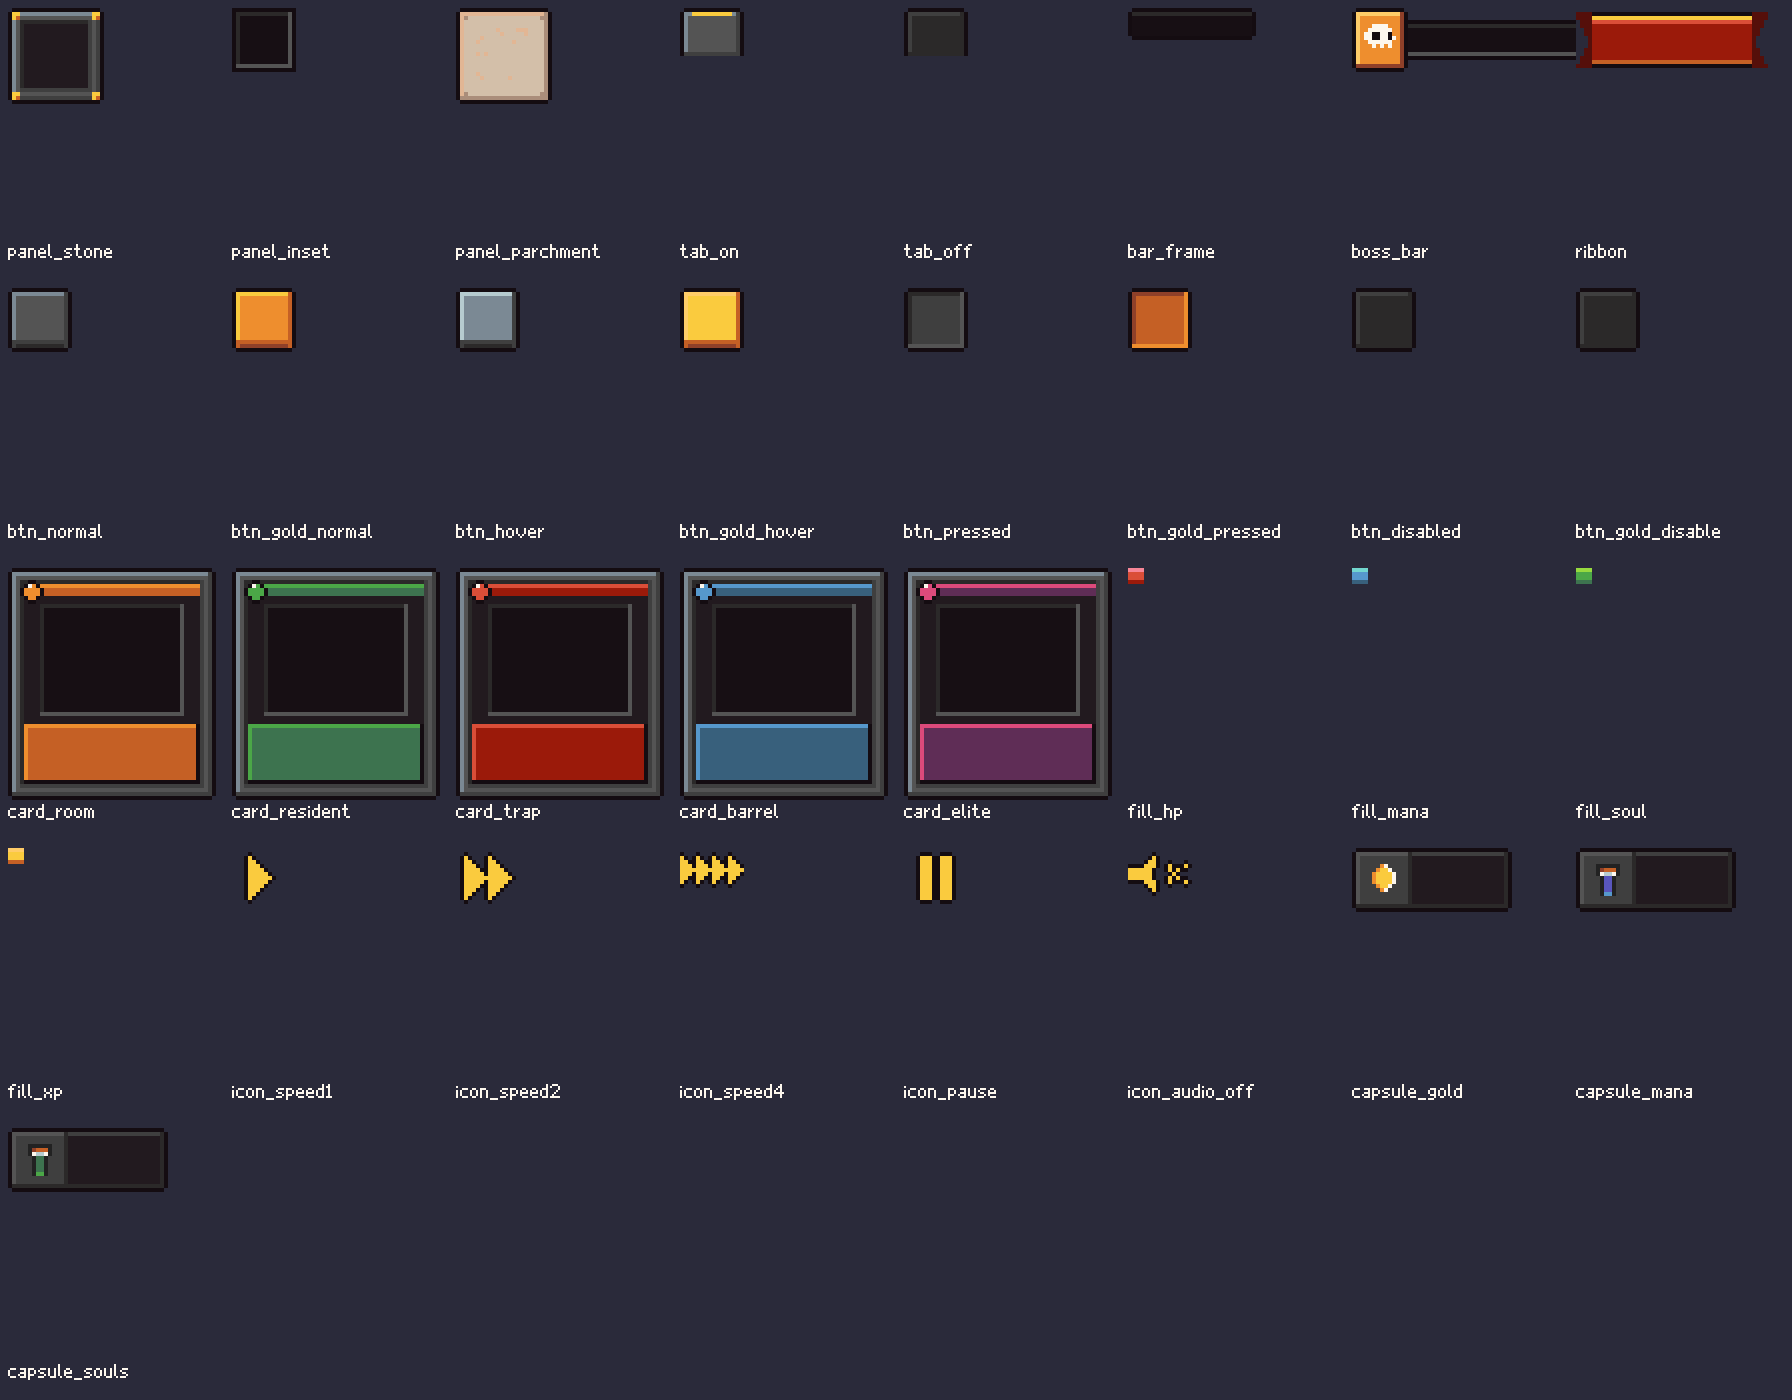 panel_stone panel_inset panel_parchment tab_on tab_off bar_frame boss_bar ribbon
btn_normal btn_gold_normal btn_hover btn_gold_hover btn_pressed btn_gold_pressed btn_disabled btn_gold_disable
card_room card_resident card_trap card_barrel card_elite fill_hp fill_mana fill_soul
fill_xp icon_speed1 icon_speed2 icon_speed4 icon_pause icon_audio_off capsule_gold capsule_mana
capsule_souls